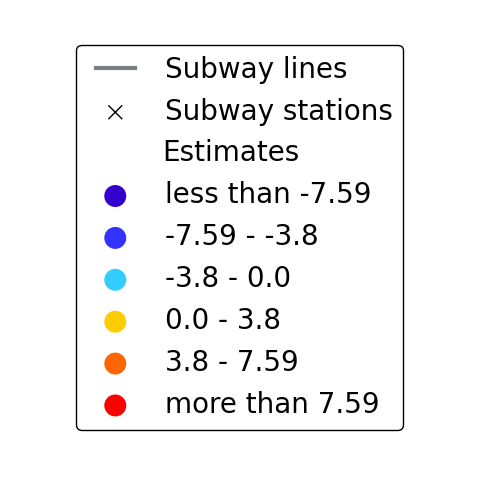 Subway lines
Subway stations
Estimates
less than -7.59
-7.59 - -3.8
-3.8 - 0.0
0.0 - 3.8
3.8 - 7.59
more than 7.59